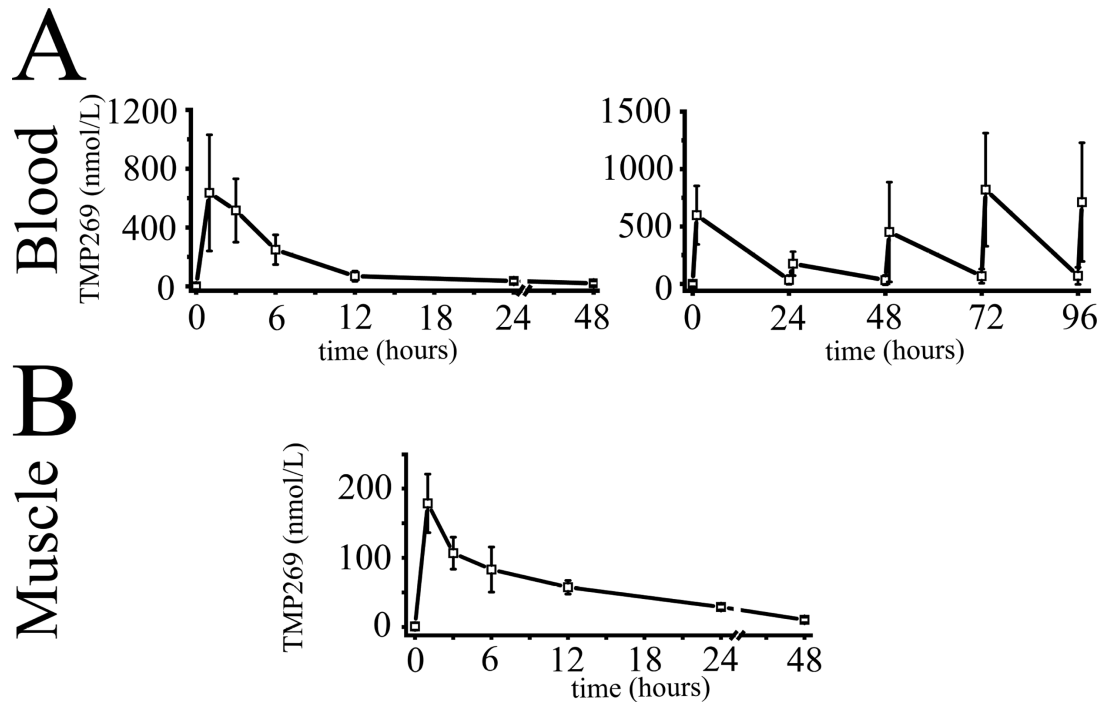 A
Blood
TMP269 (nmol/L)
1200
800
400
0
0 6 12 18 24 48
time (hours)
1500
1000
500
0
0 24 48 72 96
time (hours)
B
Muscle
TMP269 (nmol/L)
200
100
0
0 6 12 18 24 48
time (hours)